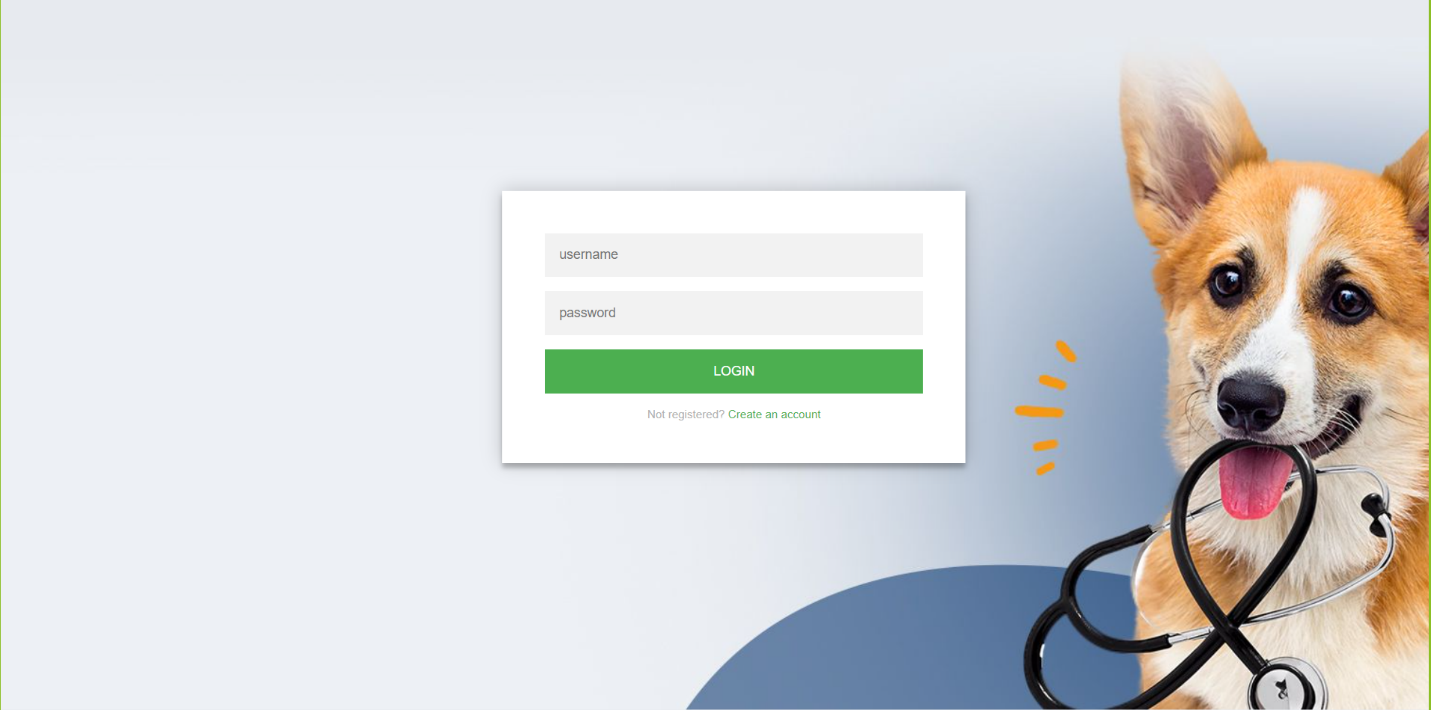 username
password
LOGIN
Not registered? Create an account